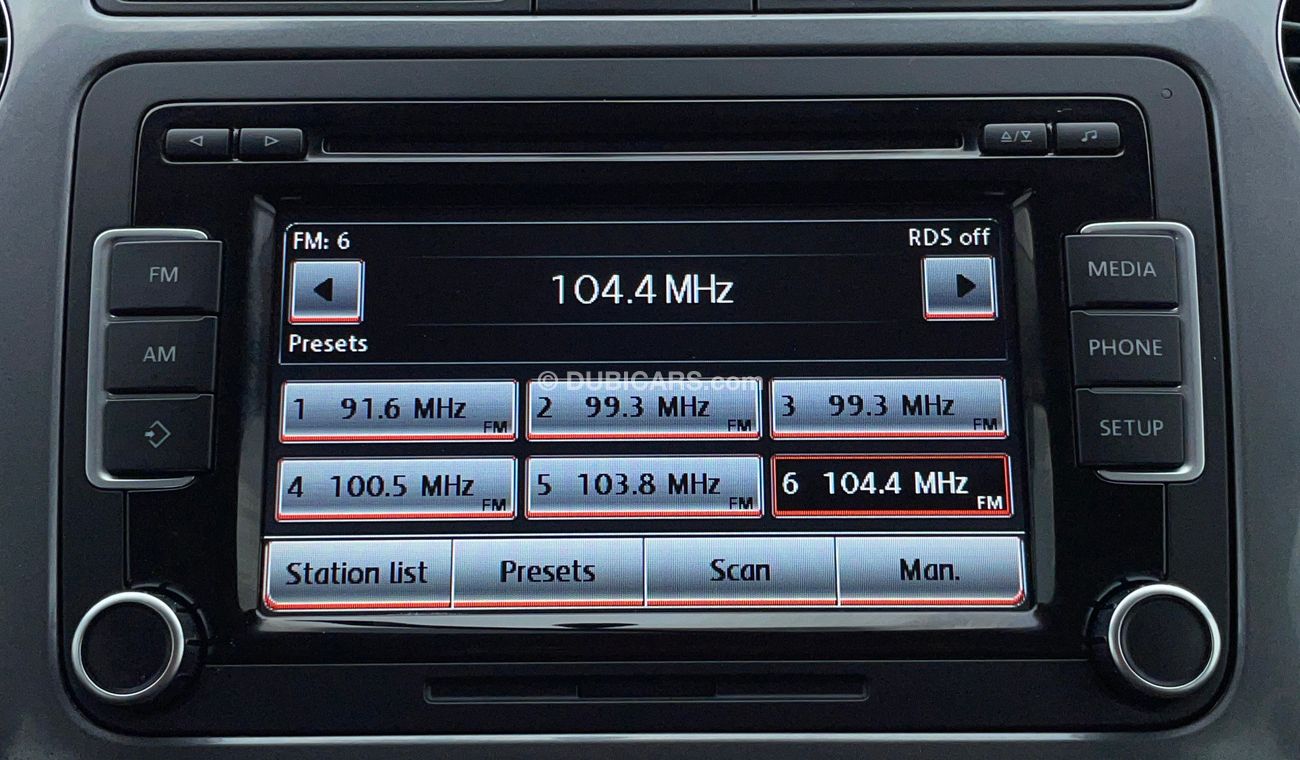 FM: 6
RDS off
104.4 MHz
Presets
1 91.6 MHz FM
2 99.3 MHz FM
3 99.3 MHz FM
4 100.5 MHz FM
5 103.8 MHz FM
6 104.4 MHz FM
Station list
Presets
Scan
Man.
FM
AM
MEDIA
PHONE
SETUP
© DUBICARS.com